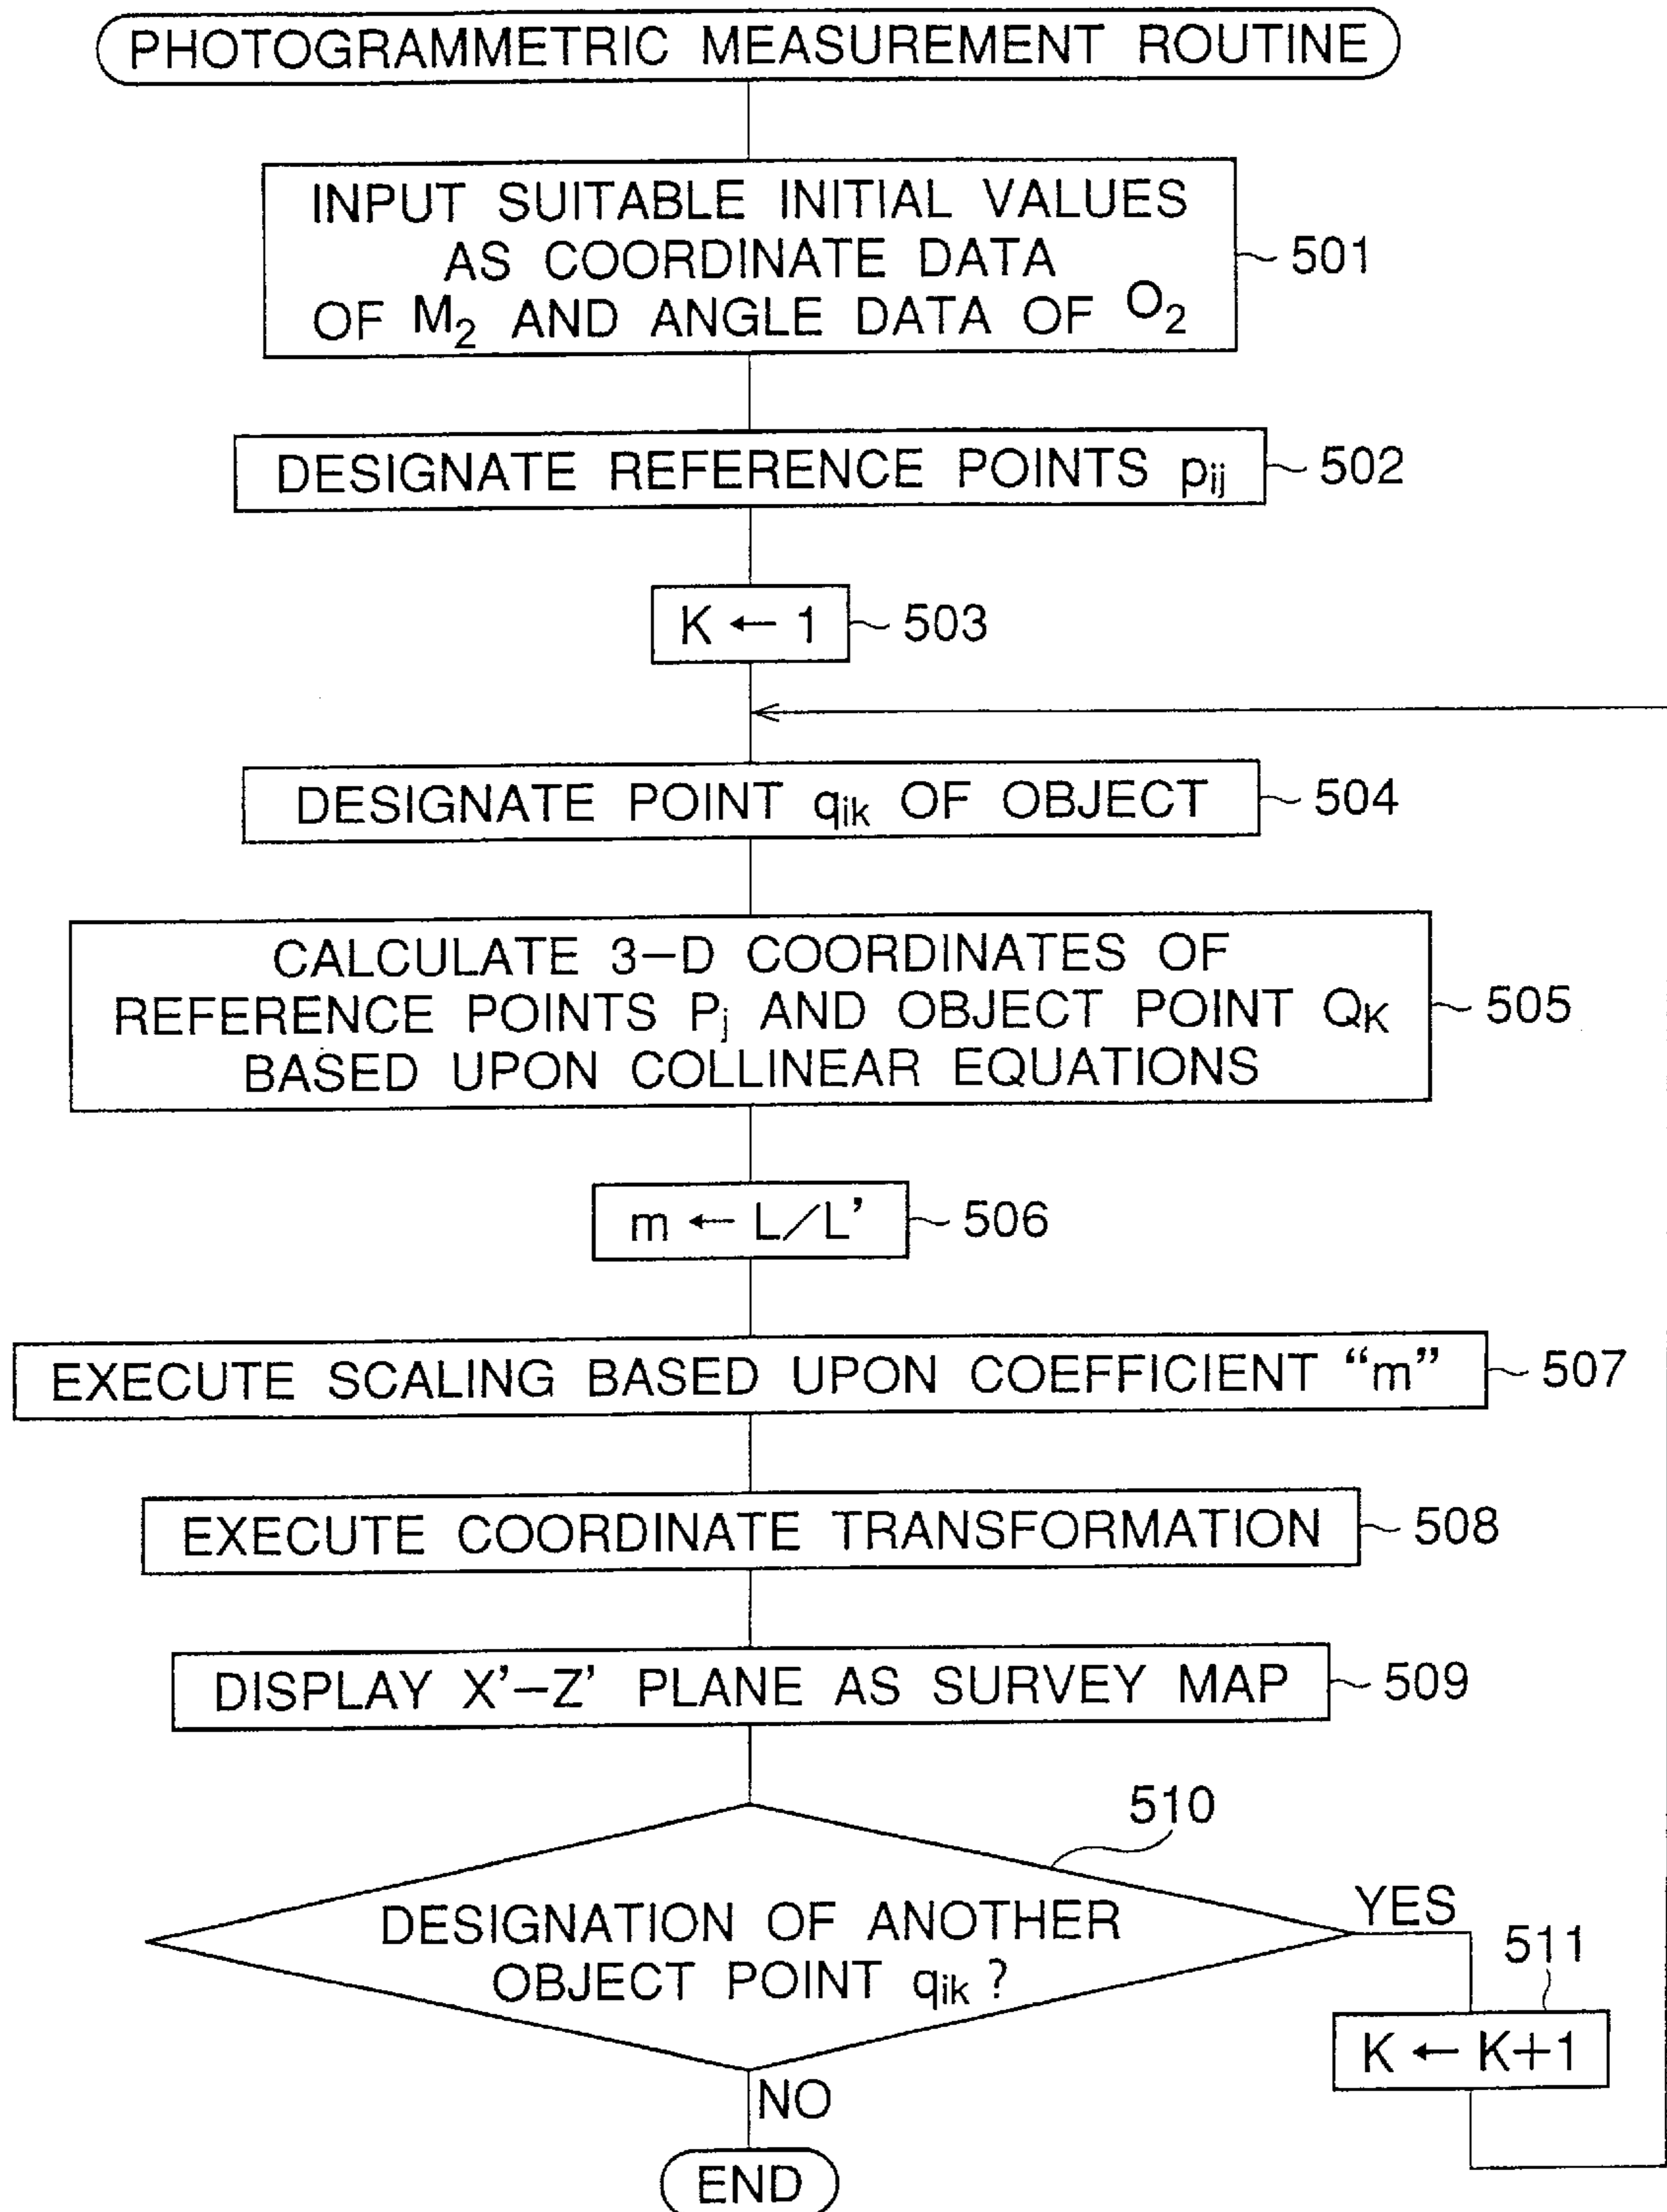 PHOTOGRAMMETRIC MEASUREMENT ROUTINE
INPUT SUITABLE INITIAL VALUES
AS COORDINATE DATA
OF M₂ AND ANGLE DATA OF O₂
501
DESIGNATE REFERENCE POINTS pᵢⱼ
502
K ← 1
503
DESIGNATE POINT qᵢₖ OF OBJECT
504
CALCULATE 3-D COORDINATES OF
REFERENCE POINTS Pⱼ AND OBJECT POINT QK
BASED UPON COLLINEAR EQUATIONS
505
m ← L/L'
506
EXECUTE SCALING BASED UPON COEFFICIENT “m”
507
EXECUTE COORDINATE TRANSFORMATION
508
DISPLAY X'-Z' PLANE AS SURVEY MAP
509
510
DESIGNATION OF ANOTHER
OBJECT POINT qᵢₖ ?
YES
511
K ← K+1
NO
END